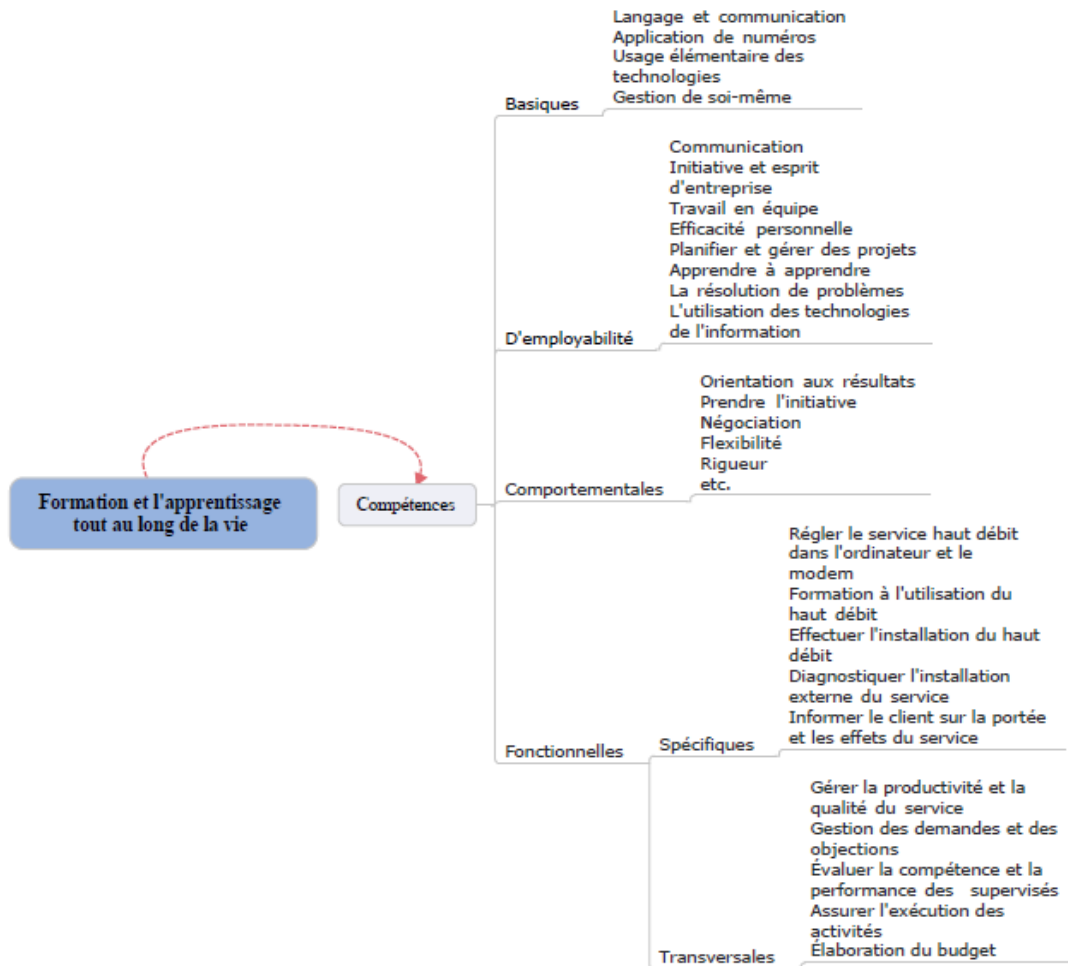 Langage et communication
Application de numéros
Usage élémentaire des
technologies
Gestion de soi-même
Basiques
Communication
Initiative et esprit
d'entreprise
Travail en équipe
Efficacité personnelle
Planifier et gérer des projets
Apprendre à apprendre
La résolution de problèmes
L'utilisation des technologies
de l'information
D'employabilité
Orientation aux résultats
Prendre l'initiative
Négociation
Flexibilité
Rigueur
etc.
Comportementales
Formation et l'apprentissage
tout au long de la vie
Compétences
Régler le service haut débit
dans l'ordinateur et le
modem
Formation à l'utilisation du
haut débit
Effectuer l'installation du haut
débit
Diagnostiquer l'installation
externe du service
Informer le client sur la portée
et les effets du service
Fonctionnelles
Spécifiques
Gérer la productivité et la
qualité du service
Gestion des demandes et des
objections
Évaluer la compétence et la
performance des supervisés
Assurer l'exécution des
activités
Élaboration du budget
Transversales